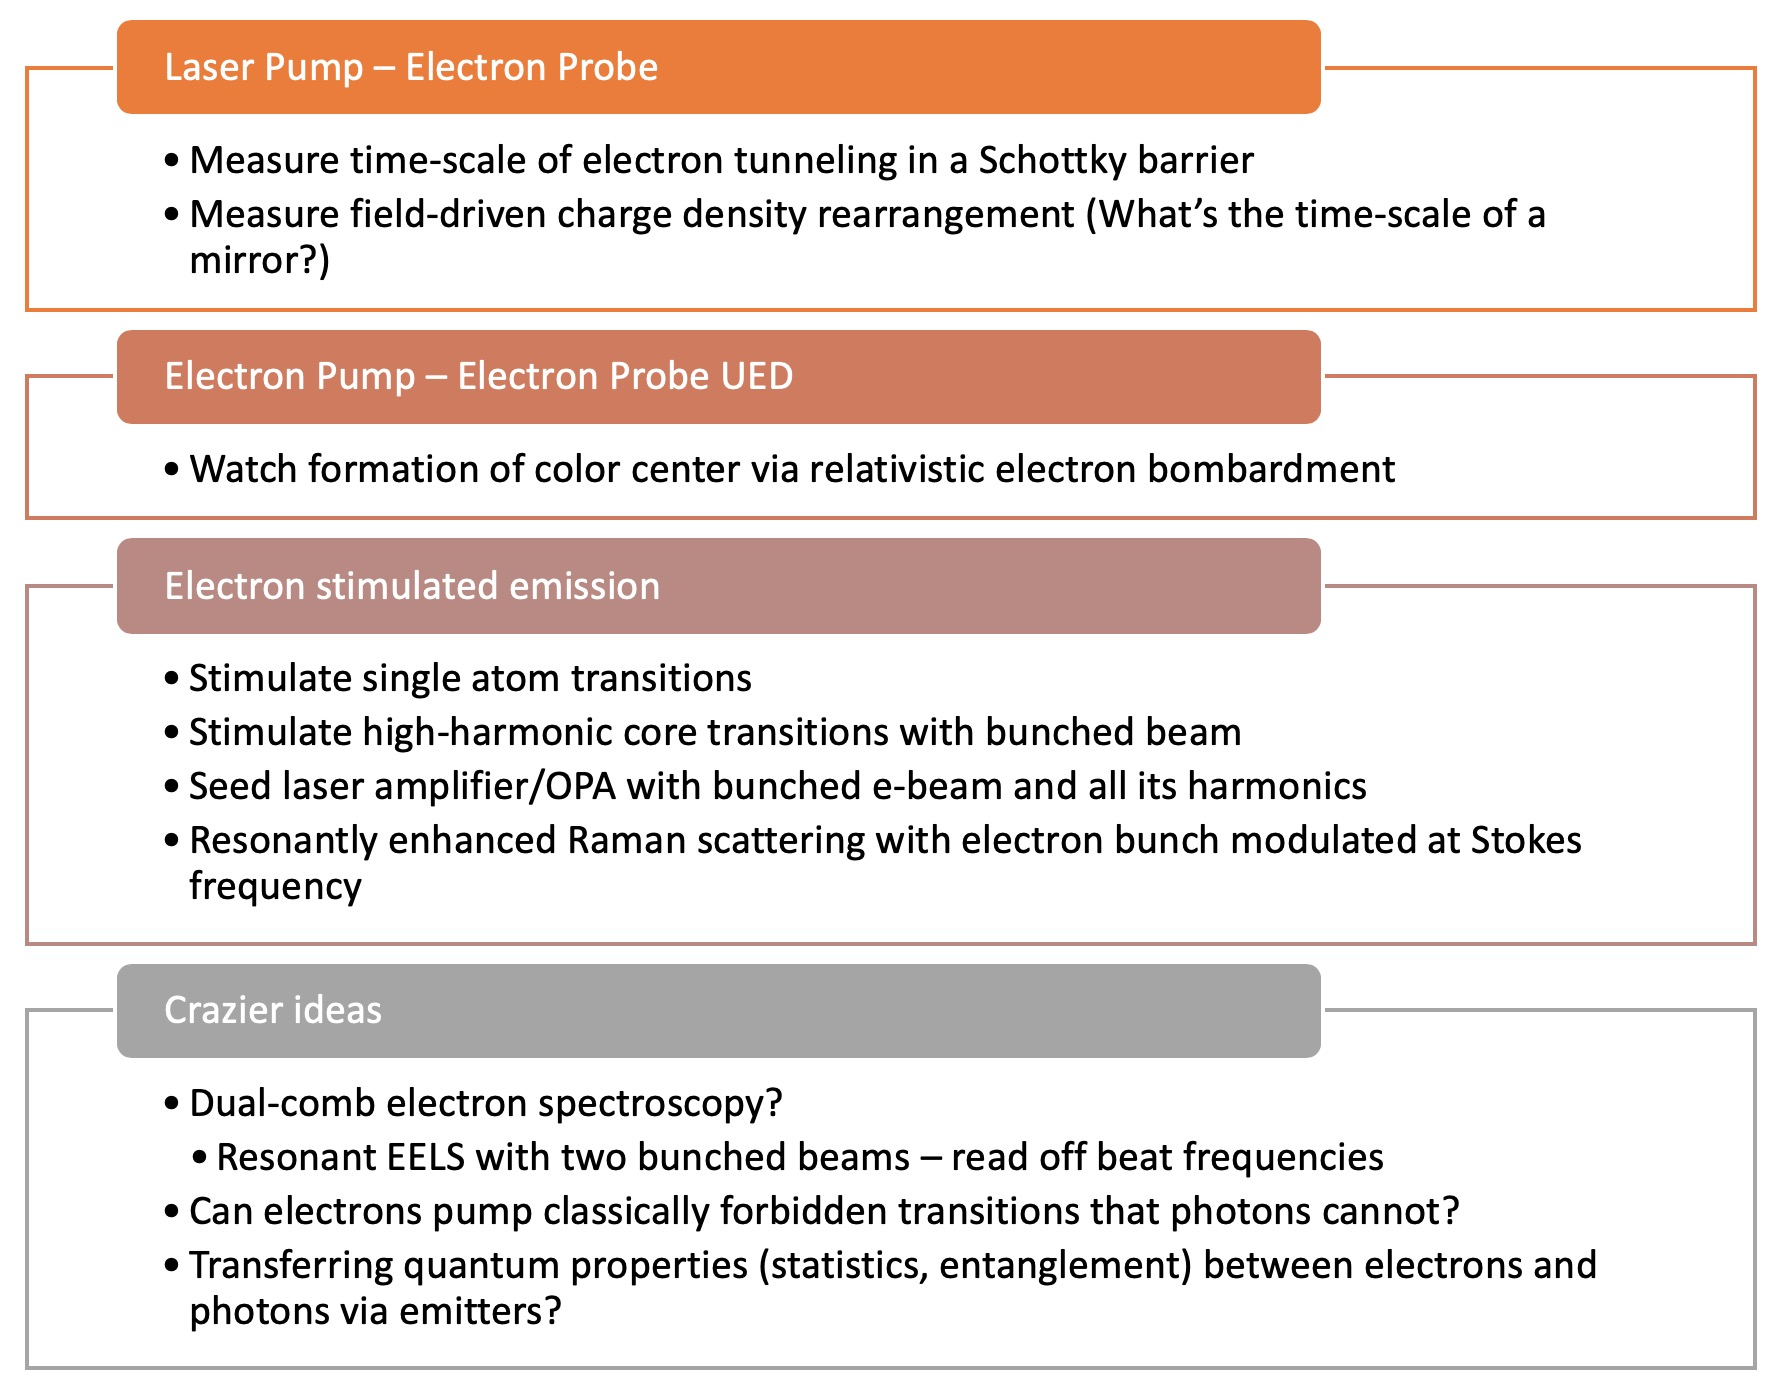 Laser Pump – Electron Probe
• Measure time-scale of electron tunneling in a Schottky barrier
• Measure field-driven charge density rearrangement (What’s the time-scale of a
mirror?)
Electron Pump – Electron Probe UED
• Watch formation of color center via relativistic electron bombardment
Electron stimulated emission
• Stimulate single atom transitions
• Stimulate high-harmonic core transitions with bunched beam
• Seed laser amplifier/OPA with bunched e-beam and all its harmonics
• Resonantly enhanced Raman scattering with electron bunch modulated at Stokes
frequency
Crazier ideas
• Dual-comb electron spectroscopy?
• Resonant EELS with two bunched beams – read off beat frequencies
• Can electrons pump classically forbidden transitions that photons cannot?
• Transferring quantum properties (statistics, entanglement) between electrons and
photons via emitters?